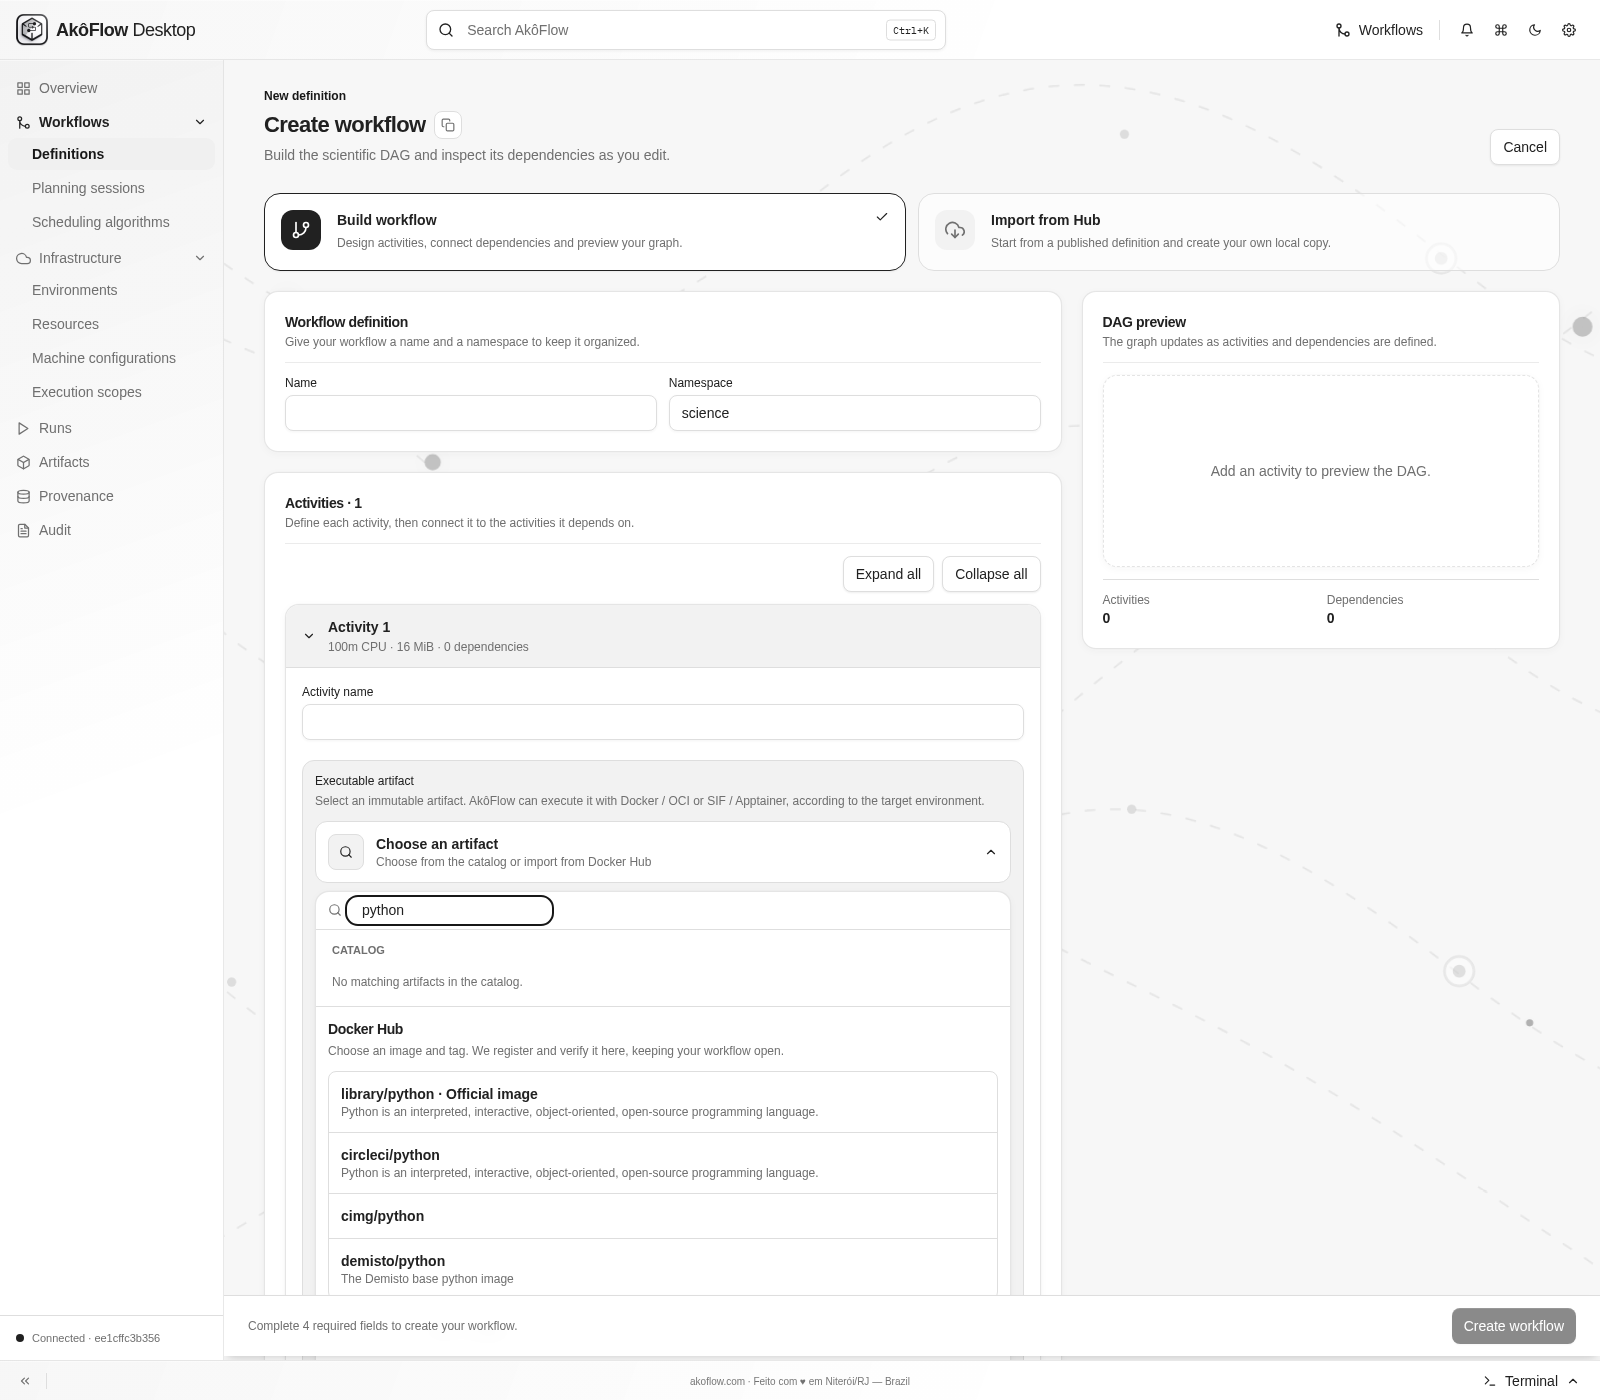 AkôFlow Desktop
Search AkôFlow
Ctrl+K
Workflows
Overview
Workflows
Definitions
Planning sessions
Scheduling algorithms
Infrastructure
Environments
Resources
Machine configurations
Execution scopes
Runs
Artifacts
Provenance
Audit
New definition
Create workflow
Build the scientific DAG and inspect its dependencies as you edit.
Cancel
Build workflow
Design activities, connect dependencies and preview your graph.
Import from Hub
Start from a published definition and create your own local copy.
Workflow definition
Give your workflow a name and a namespace to keep it organized.
Name
Namespace
science
DAG preview
The graph updates as activities and dependencies are defined.
Add an activity to preview the DAG.
Activities
Dependencies
0
0
Activities · 1
Define each activity, then connect it to the activities it depends on.
Expand all
Collapse all
Activity 1
100m CPU · 16 MiB · 0 dependencies
Activity name
Executable artifact
Select an immutable artifact. AkôFlow can execute it with Docker / OCI or SIF / Apptainer, according to the target environment.
Choose an artifact
Choose from the catalog or import from Docker Hub
python
CATALOG
No matching artifacts in the catalog.
Docker Hub
Choose an image and tag. We register and verify it here, keeping your workflow open.
library/python · Official image
Python is an interpreted, interactive, object-oriented, open-source programming language.
circleci/python
Python is an interpreted, interactive, object-oriented, open-source programming language.
cimg/python
demisto/python
The Demisto base python image
Complete 4 required fields to create your workflow.
Create workflow
Connected · ee1cffc3b356
akoflow.com · Feito com ♥ em Niterói/RJ — Brazil
Terminal